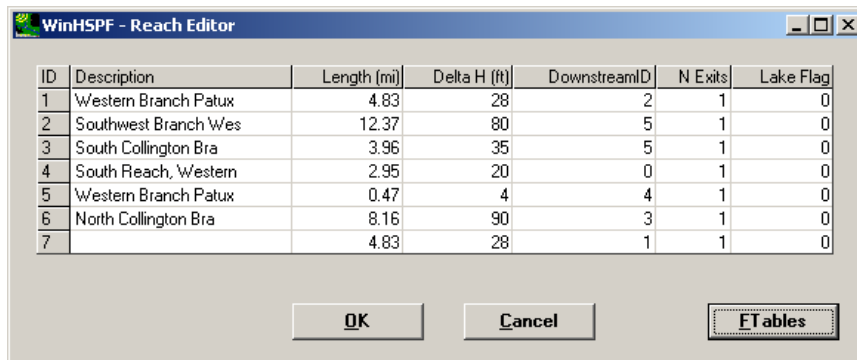 WinHSPF - Reach Editor
ID Description Length (mi) Delta H (ft) DownstreamID N Exits Lake Flag
1 Western Branch Patux 4.83 28 2 1 0
2 Southwest Branch Wes 12.37 80 5 1 0
3 South Collington Bra 3.96 35 5 1 0
4 South Reach, Western 2.95 20 0 1 0
5 Western Branch Patux 0.47 4 4 1 0
6 North Collington Bra 8.16 90 3 1 0
7 4.83 28 1 1 0
OK Cancel FTables